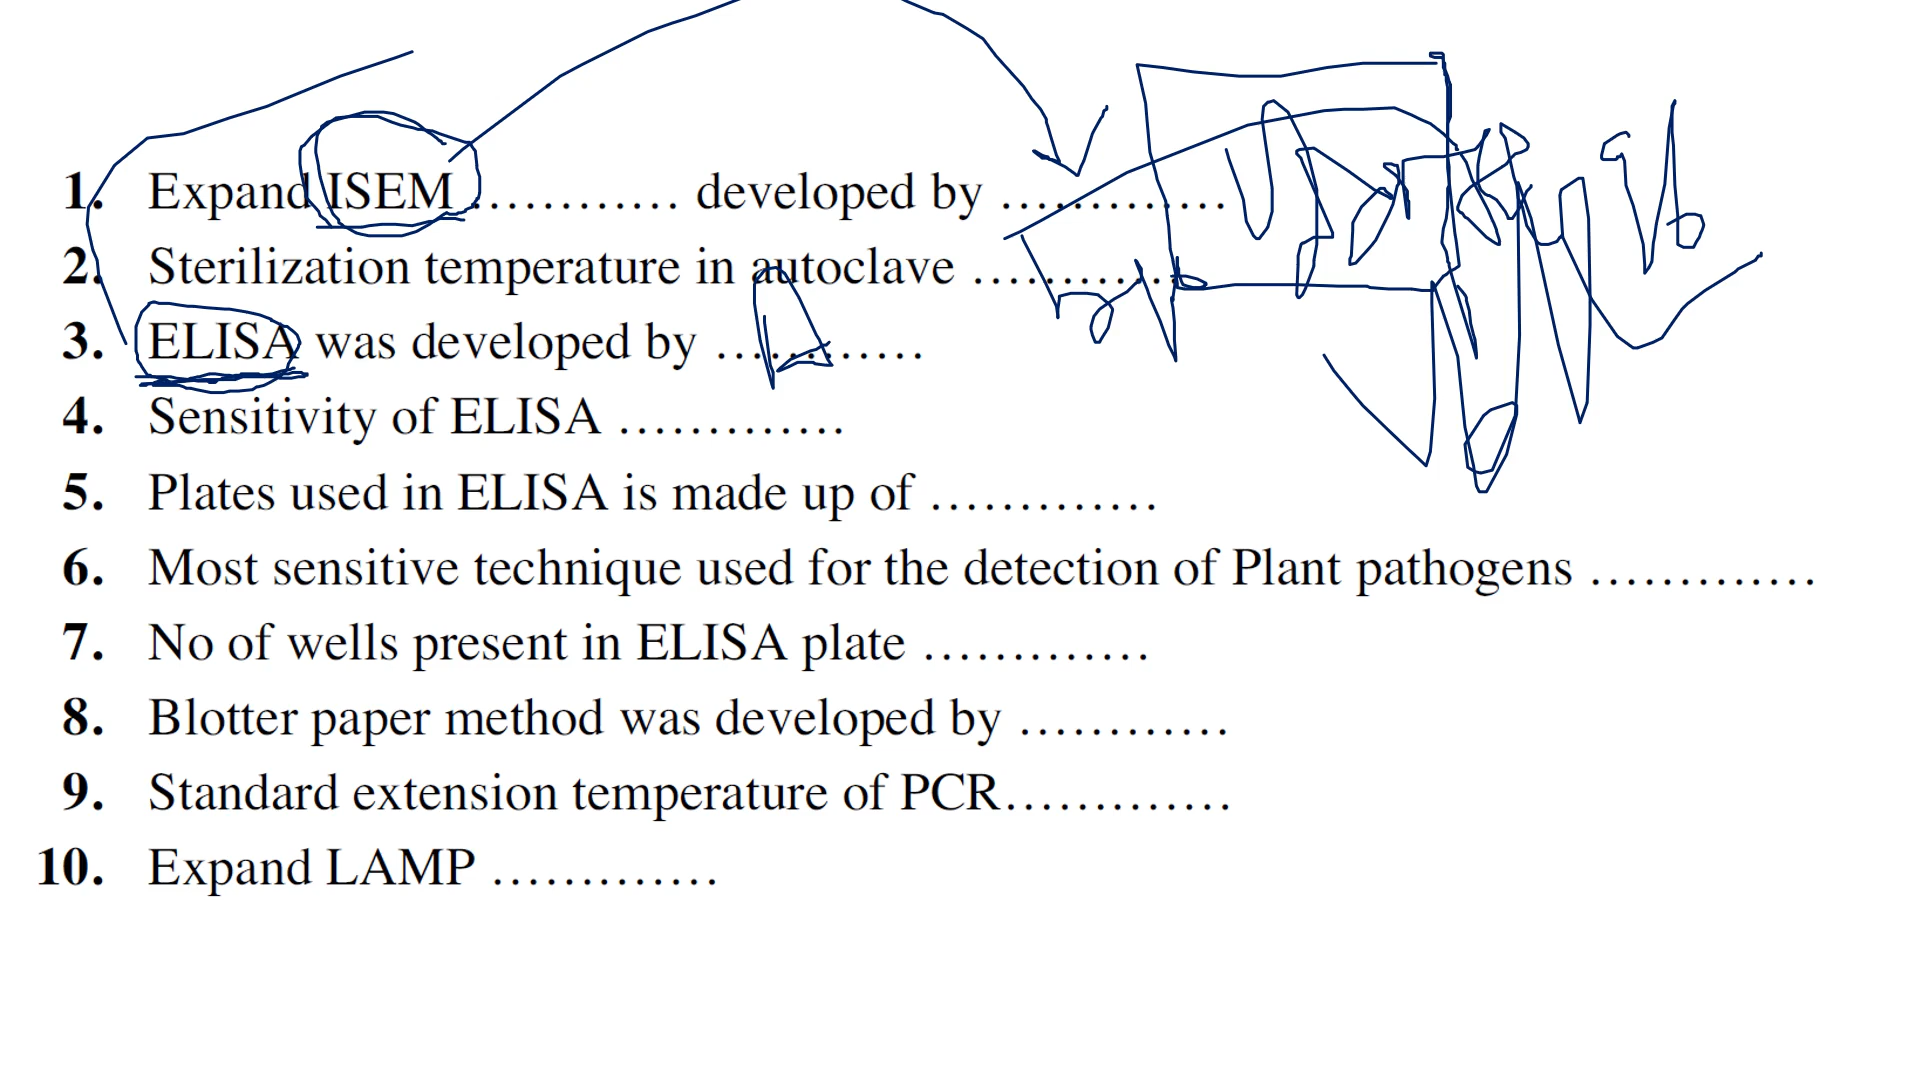 1. Expand ISEM ............ developed by .............
2. Sterilization temperature in autoclave ............
3. ELISA was developed by ............
4. Sensitivity of ELISA .............
5. Plates used in ELISA is made up of .............
6. Most sensitive technique used for the detection of Plant pathogens .............
7. No of wells present in ELISA plate .............
8. Blotter paper method was developed by ............
9. Standard extension temperature of PCR.............
10. Expand LAMP .............